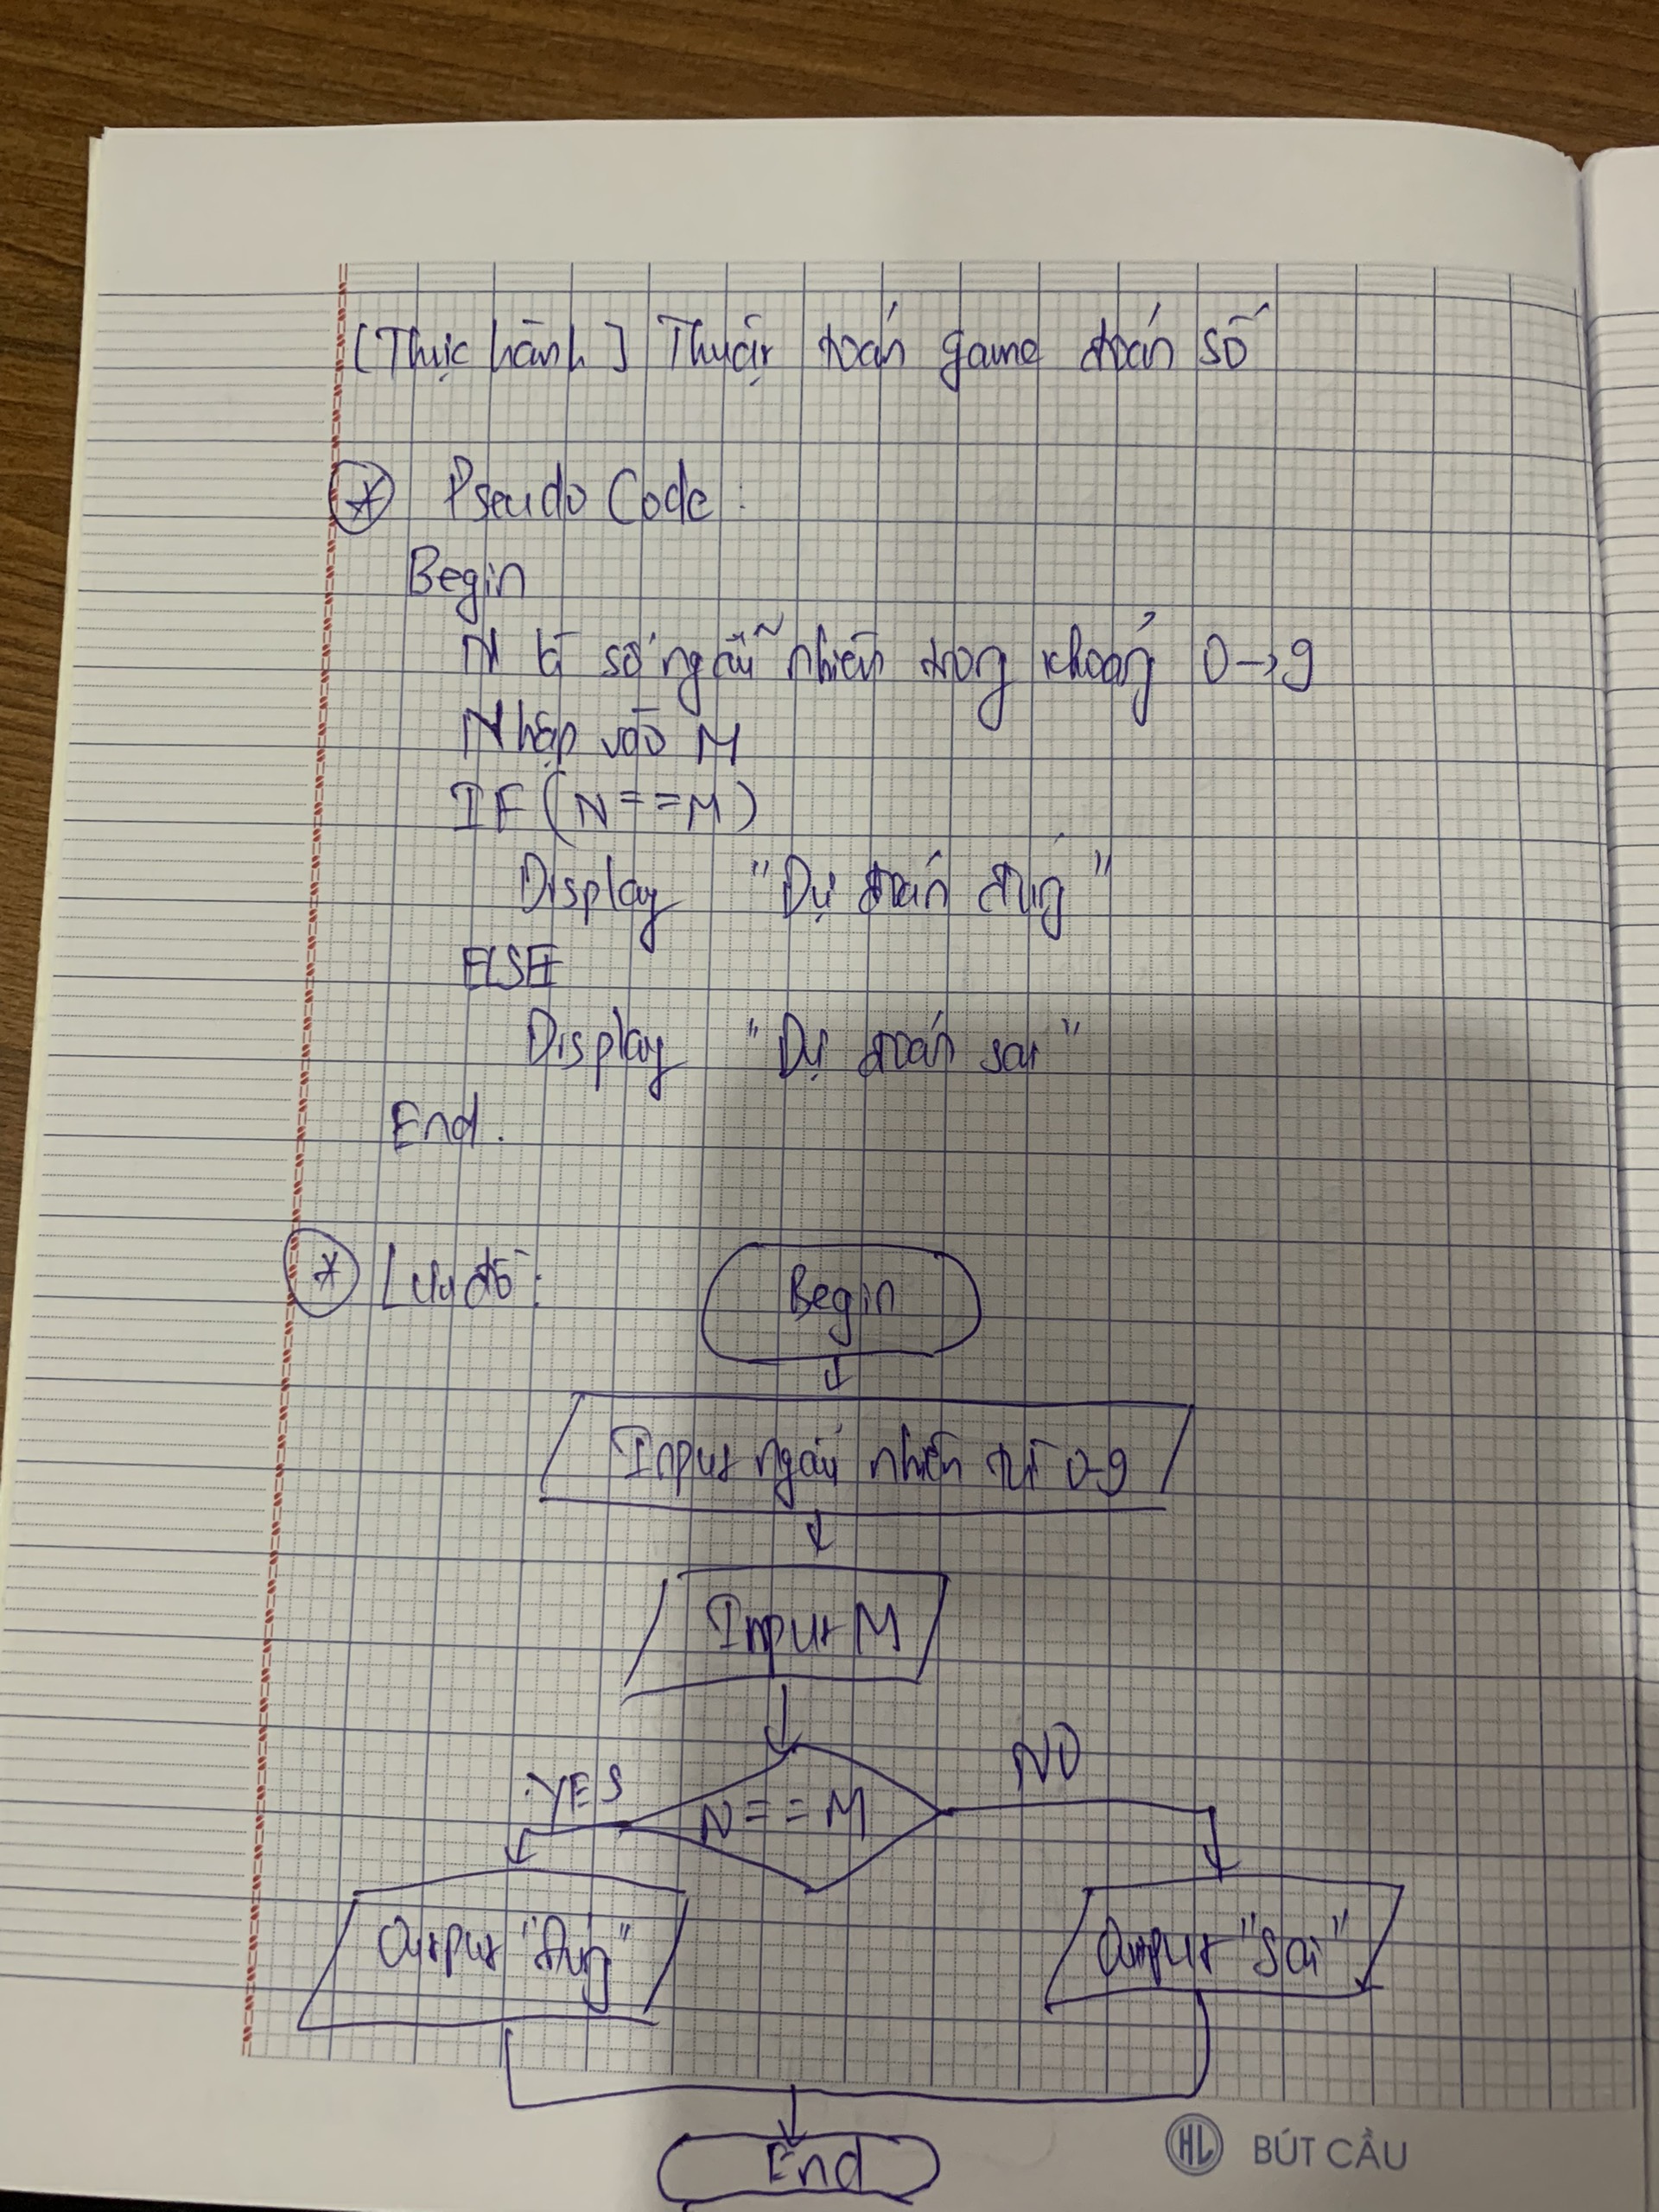 [Thực hành] Thuật toán game đoán số
* Pseudo Code:
Begin
N là số ngẫu nhiên trong khoảng 0→9
Nhập vào M
IF (N==M)
Display "Dự đoán đúng"
ELSE
Display "Dự đoán sai"
End.
* Lưu đồ:
Begin
Input ngẫu nhiên từ 0-9
Input M
N==M
YES
NO
Output "đúng"
Output "Sai"
End
HL BÚT CẦU